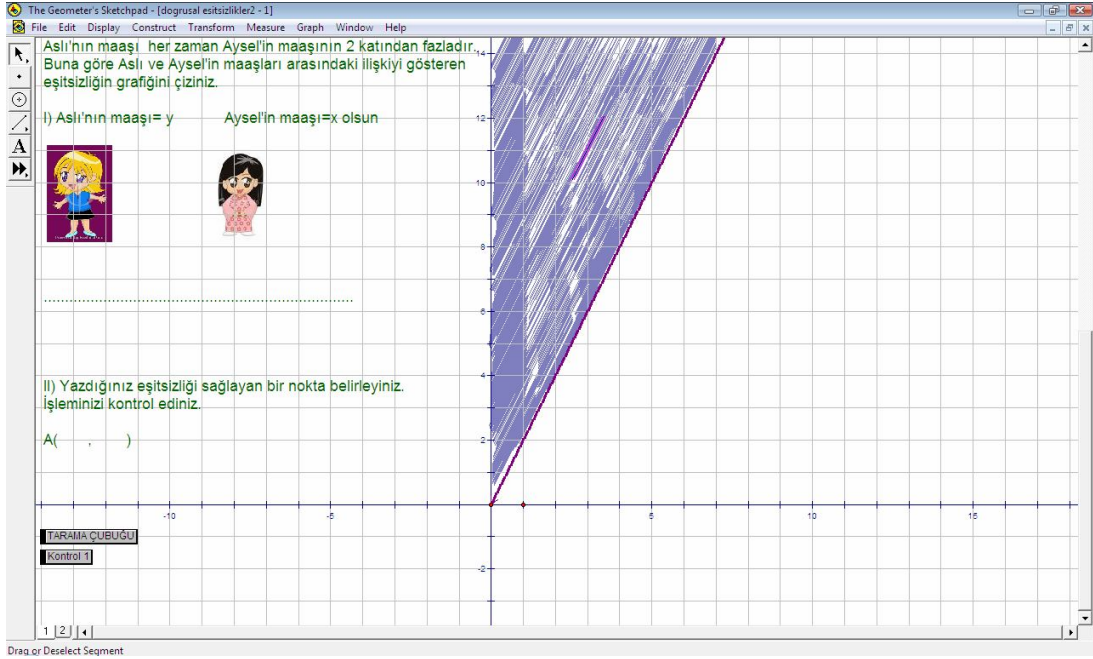 The Geometer's Sketchpad - [dogrusal esitsizlikler2 - 1]
File Edit Display Construct Transform Measure Graph Window Help
Aslı'nın maaşı her zaman Aysel'in maaşının 2 katından fazladır.
Buna göre Aslı ve Aysel'in maaşları arasındaki ilişkiyi gösteren
eşitsizliğin grafiğini çiziniz.
I) Aslı'nın maaşı= y Aysel'in maaşı=x olsun
..........................................................................
II) Yazdığınız eşitsizliği sağlayan bir nokta belirleyiniz.
İşleminizi kontrol ediniz.
A( , )
TARAMA ÇUBUĞU
Kontrol 1
14
12
10
8
6
4
2
-2
-10 -5 5 10 15
A
1 2
Drag or Deselect Segment